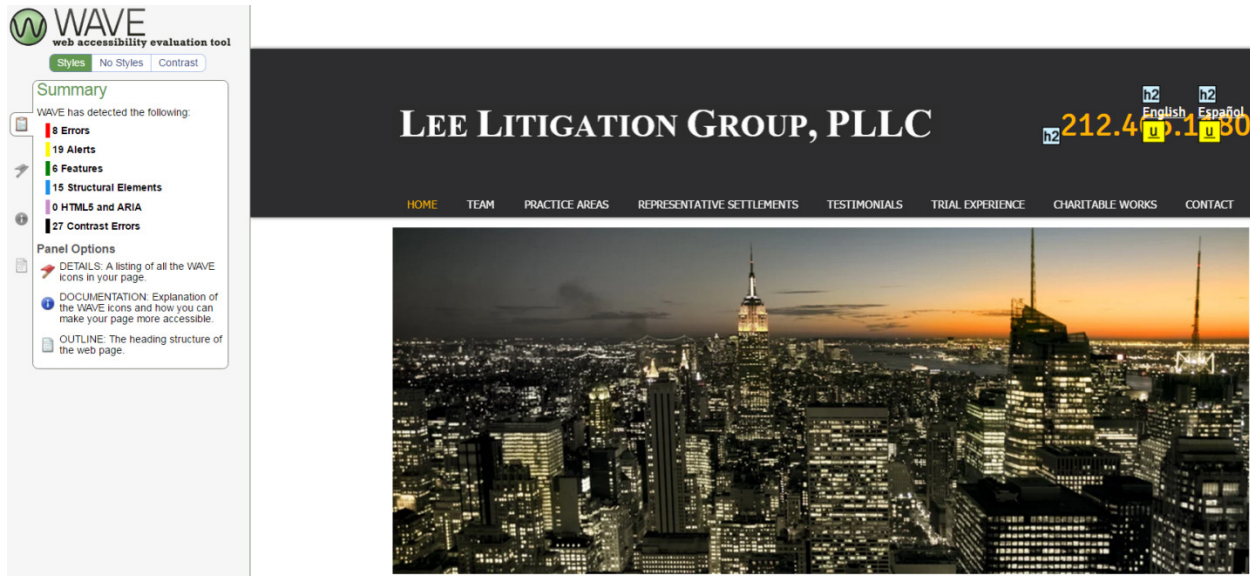 WAVE
web accessibility evaluation tool
Styles No Styles Contrast
Summary
WAVE has detected the following:
8 Errors
19 Alerts
6 Features
15 Structural Elements
0 HTML5 and ARIA
27 Contrast Errors
Panel Options
DETAILS: A listing of all the WAVE
icons in your page.
DOCUMENTATION: Explanation of
the WAVE icons and how you can
make your page more accessible.
OUTLINE: The heading structure of
the web page.
h2 h2
English Español
LEE LITIGATION GROUP, PLLC
h2
u u
HOME TEAM PRACTICE AREAS REPRESENTATIVE SETTLEMENTS TESTIMONIALS TRIAL EXPERIENCE CHARITABLE WORKS CONTACT